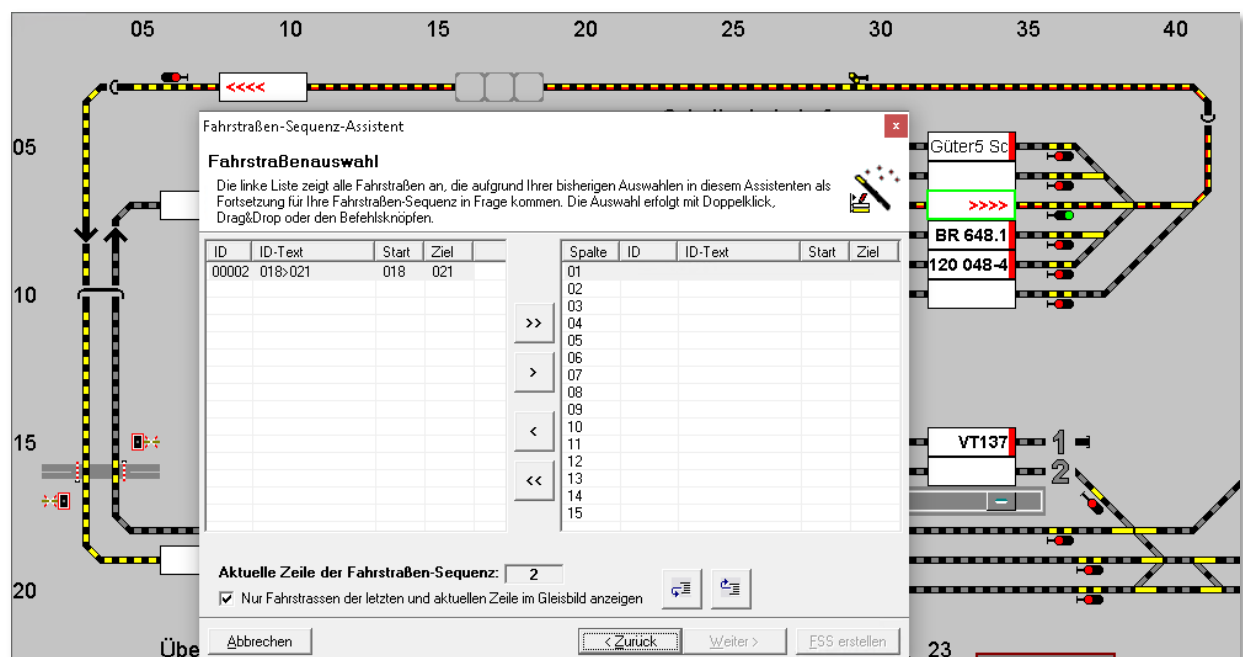 05 10 15 20 25 30 35 40
<<<<
Fahrstraßen-Sequenz-Assistent x
05
Güter5 Sc
Fahrstraßenauswahl
Die linke Liste zeigt alle Fahrstraßen an, die aufgrund Ihrer bisherigen Auswahlen in diesem Assistenten als
Fortsetzung für Ihre Fahrstraßen-Sequenz in Frage kommen. Die Auswahl erfolgt mit Doppelklick,
Drag&Drop oder den Befehlsknöpfen.
>>>>
BR 648.1
120 048-4
ID ID-Text Start Ziel
00002 018>021 018 021
Spalte ID ID-Text Start Ziel
01
02
03
04
05
06
07
08
09
10
11
12
13
14
15
>>
>
<
<<
10
15
VT137 1
2
Aktuelle Zeile der Fahrstraßen-Sequenz: 2
Nur Fahrstrassen der letzten und aktuellen Zeile im Gleisbild anzeigen
20
Abbrechen < Zurück Weiter > FSS erstellen
Übe
23